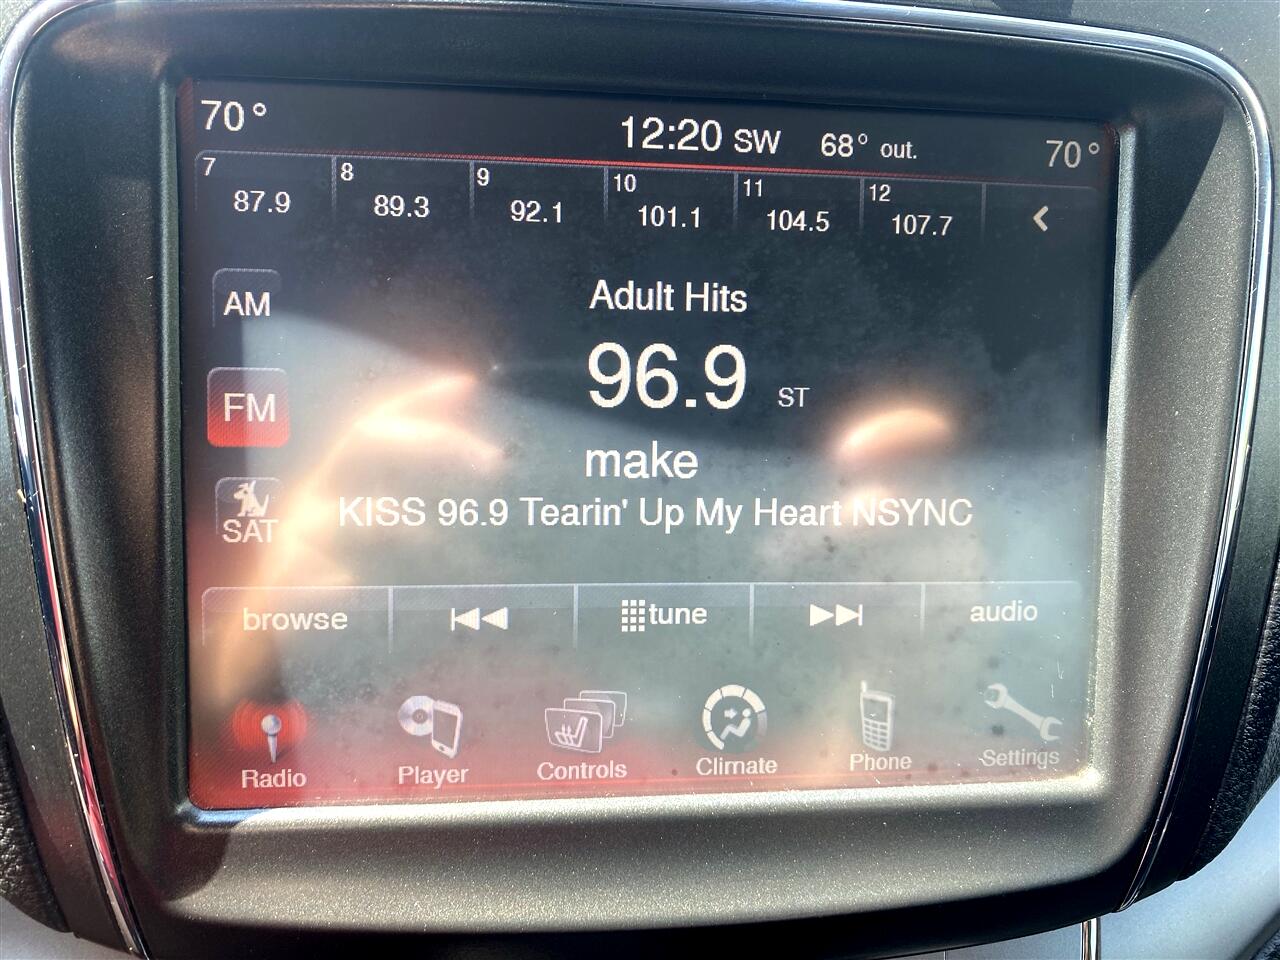 70° 12:20 SW 68° out. 70°
7 8 9 10 11 12
87.9 89.3 92.1 101.1 104.5 107.7
AM
Adult Hits
FM
96.9 ST
make
SAT
KISS 96.9 Tearin' Up My Heart NSYNC
browse tune audio
Radio Player Controls Climate Phone Settings